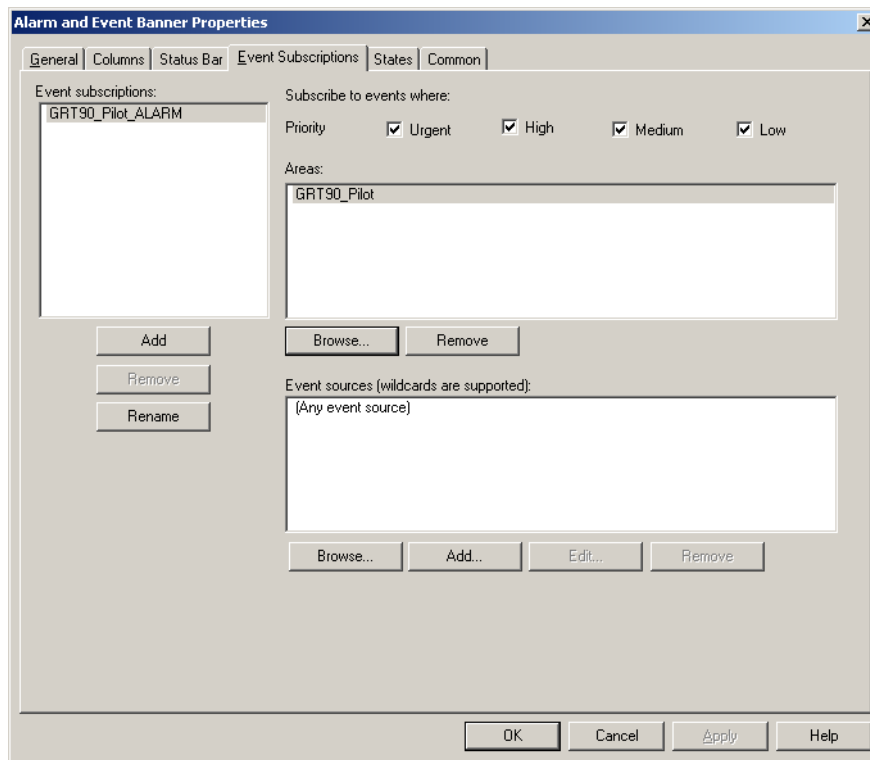 Alarm and Event Banner Properties
General Columns Status Bar Event Subscriptions States Common
Event subscriptions:
GRT90_Pilot_ALARM
Add
Remove
Rename
Subscribe to events where:
Priority Urgent High Medium Low
Areas:
GRT90_Pilot
Browse... Remove
Event sources (wildcards are supported):
(Any event source)
Browse... Add... Edit... Remove
OK Cancel Apply Help